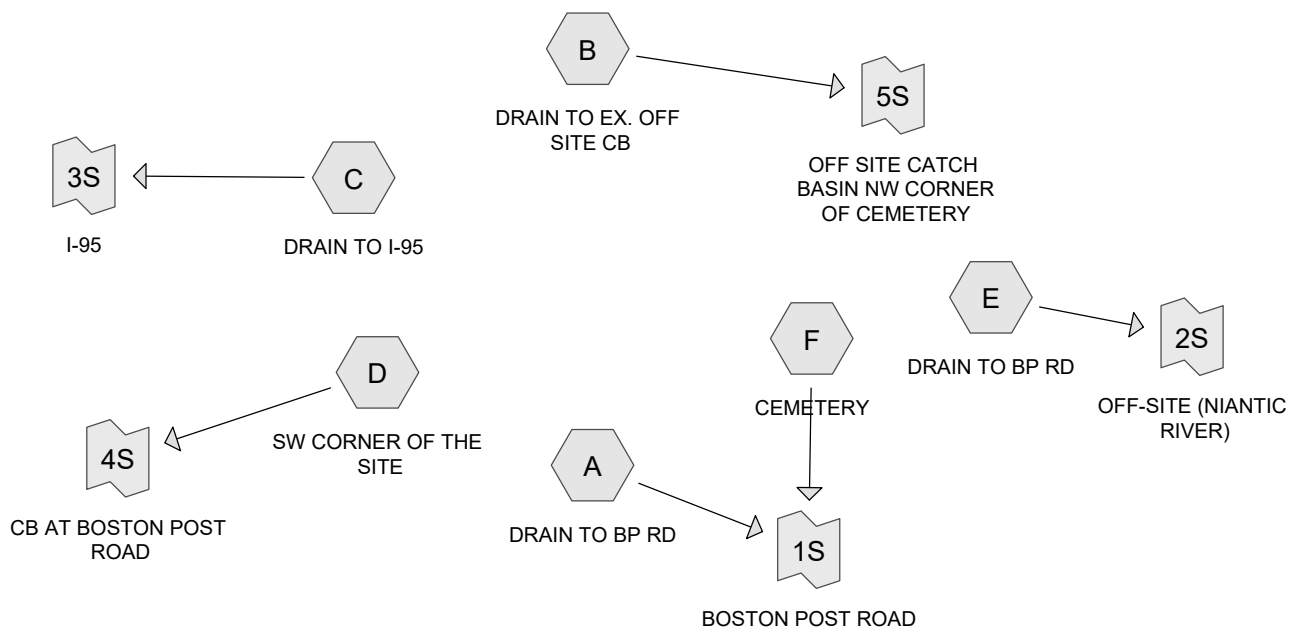 B
DRAIN TO EX. OFF
SITE CB
5S
OFF SITE CATCH
BASIN NW CORNER
OF CEMETERY
3S
I-95
C
DRAIN TO I-95
E
DRAIN TO BP RD
2S
OFF-SITE (NIANTIC
RIVER)
F
CEMETERY
D
SW CORNER OF THE
SITE
4S
CB AT BOSTON POST
ROAD
A
DRAIN TO BP RD
1S
BOSTON POST ROAD